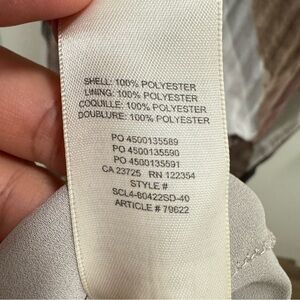 SHELL: 100% POLYESTER
LINING: 100% POLYESTER
COQUILLE: 100% POLYESTER
DOUBLURE: 100% POLYESTER
PO 4500135589
PO 4500135590
PO 4500135591
CA 23725 RN 122354
STYLE #
SCL4-60422SD-40
ARTICLE # 79622